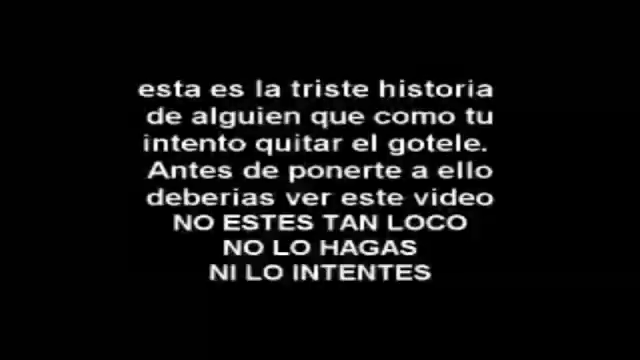 esta es la triste historia
de alguien que como tu
intento quitar el gotele.
Antes de ponerte a ello
deberias ver este video
NO ESTES TAN LOCO
NO LO HAGAS
NI LO INTENTES